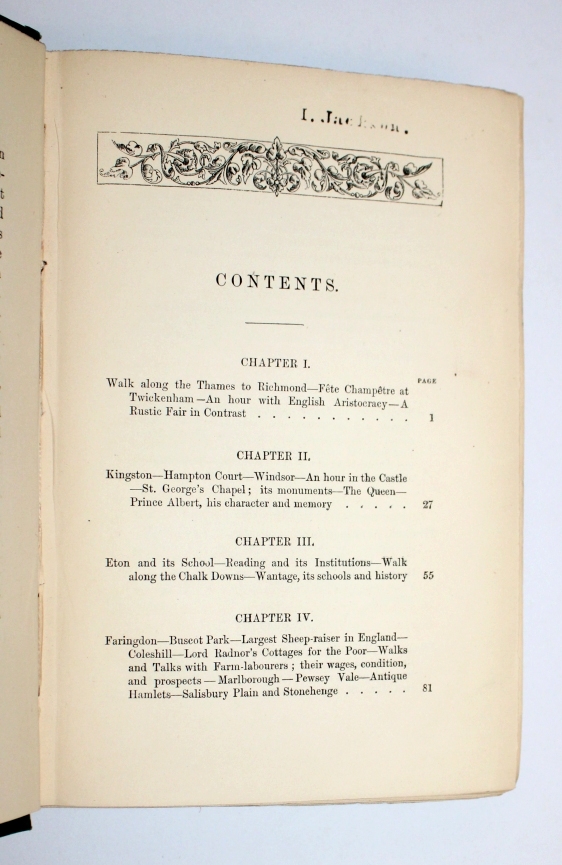 I. Jackson.
CONTENTS.
CHAPTER I.
PAGE
Walk along the Thames to Richmond—Féte Champêtre at
Twickenham—An hour with English Aristocracy—A
Rustic Fair in Contrast . . . . . . . . . . . 1
CHAPTER II.
Kingston—Hampton Court—Windsor—An hour in the Castle
—St. George's Chapel; its monuments—The Queen—
Prince Albert, his character and memory . . . . . 27
CHAPTER III.
Eton and its School—Reading and its Institutions—Walk
along the Chalk Downs—Wantage, its schools and history 55
CHAPTER IV.
Faringdon—Buscot Park—Largest Sheep-raiser in England—
Coleshill—Lord Radnor's Cottages for the Poor—Walks
and Talks with Farm-labourers; their wages, condition,
and prospects—Marlborough—Pewsey Vale—Antique
Hamlets—Salisbury Plain and Stonehenge . . . . . 81